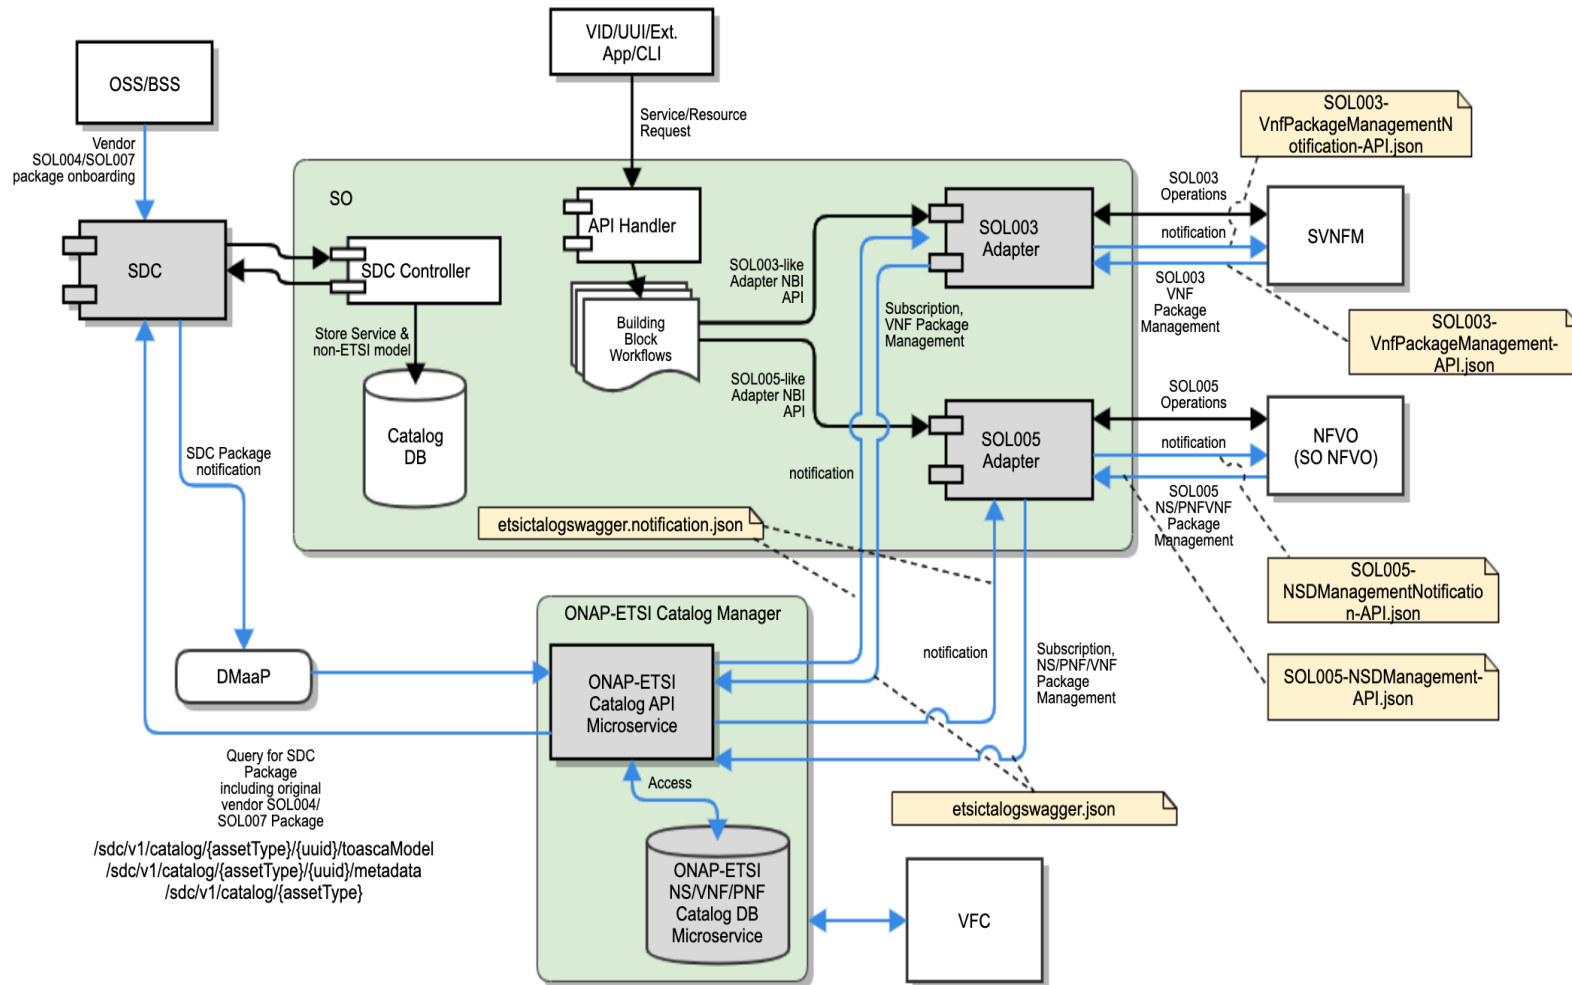 VID/UUI/Ext.
App/CLI
OSS/BSS
Service/Resource
Request
Vendor
SOL004/SOL007
package onboarding
SOL003-
VnfPackageManagementN
otification-API.json
SO
API Handler
SOL003
Adapter
SOL003
Operations
notification
SVNFM
SDC
SDC Controller
SOL003-like
Adapter NBI
API
SOL003
VNF
Package
Management
Store Service &
non-ETSI model
Building
Block
Workflows
Subscription,
VNF Package
Management
SOL003-
VnfPackageManagement-
API.json
SOL005-like
Adapter NBI
API
SOL005
Operations
Catalog
DB
SOL005
Adapter
notification
NFVO
(SO NFVO)
SDC Package
notification
notification
SOL005
NS/PNFVNF
Package
Management
etsictalogswagger.notification.json
SOL005-
NSDManagementNotificatio
n-API.json
ONAP-ETSI Catalog Manager
notification
Subscription,
NS/PNF/VNF
Package
Management
SOL005-NSDManagement-
API.json
DMaaP
ONAP-ETSI
Catalog API
Microservice
Query for SDC
Package
including original
vendor SOL004/
SOL007 Package
Access
etsictalogswagger.json
/sdc/v1/catalog/{assetType}/{uuid}/toascaModel
/sdc/v1/catalog/{assetType}/{uuid}/metadata
/sdc/v1/catalog/{assetType}
ONAP-ETSI
NS/VNF/PNF
Catalog DB
Microservice
VFC